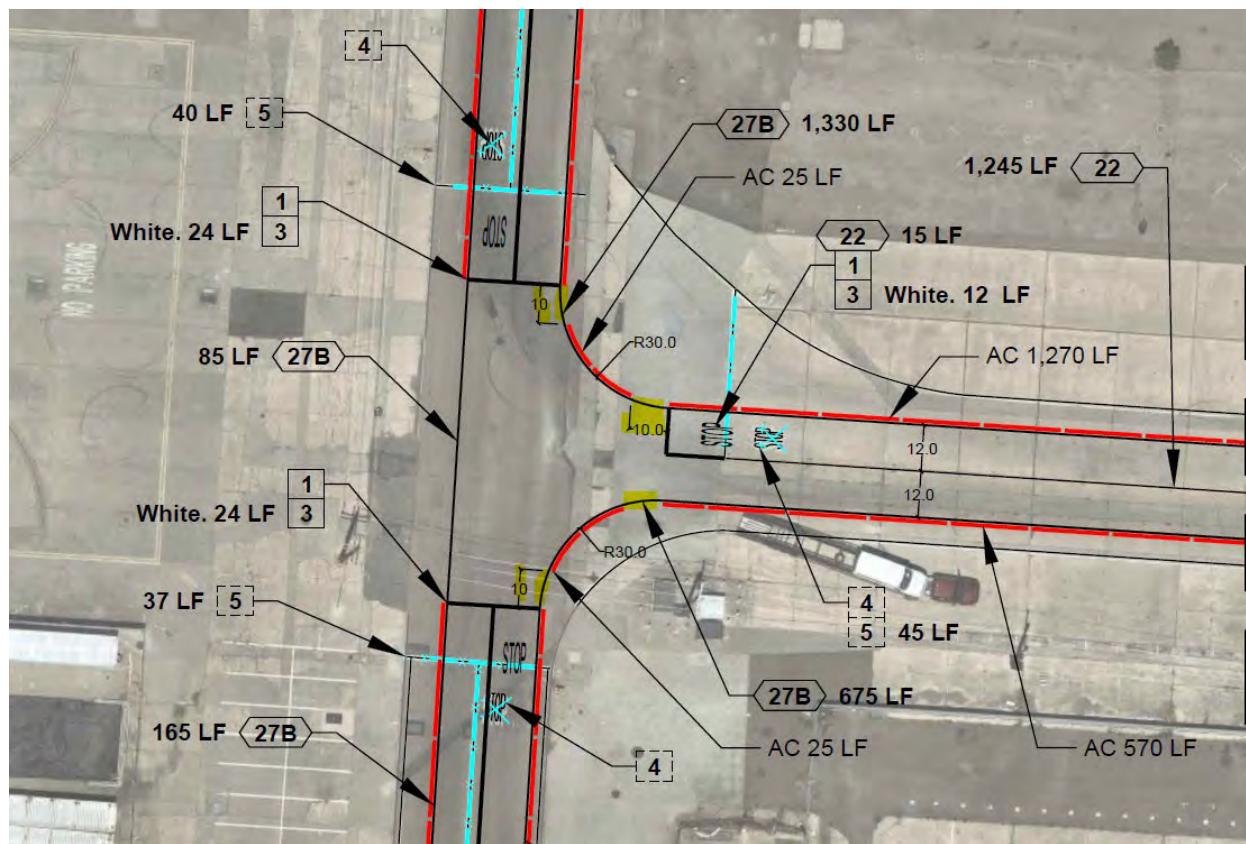 4
40 LF 5
27B 1,330 LF
AC 25 LF
1,245 LF 22
STOP
1
White. 24 LF 3
STOP
22 15 LF
1
3 White. 12 LF
NO PARKING
10
R30.0
85 LF 27B
AC 1,270 LF
10.0
STOP
STOP
12.0
12.0
1
White. 24 LF 3
R30.0
10
37 LF 5
4
5 45 LF
STOP
STOP
27B 675 LF
165 LF 27B
4
AC 25 LF
AC 570 LF